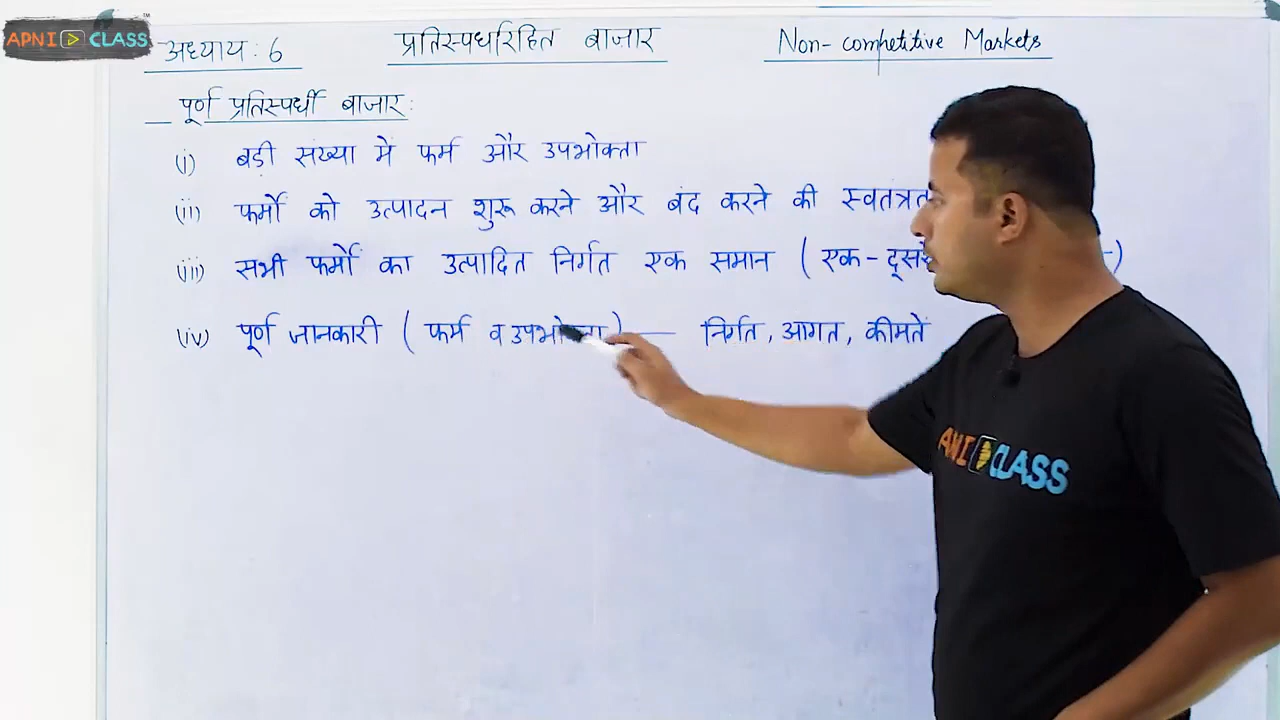 APNI CLASS
अध्याय : 6 प्रतिस्पर्धारहित बाजार Non-competitive Markets
पूर्ण प्रतिस्पर्धी बाजार :
(i) बड़ी संख्या में फर्म और उपभोक्ता
(ii) फर्मों को उत्पादन शुरू करने और बंद करने की
(iii) सभी फर्मों का उत्पादित निर्गत एक समान ( एक - )
(iv) पूर्ण जानकारी ( फर्म व ) — निर्गत, आगत, कीमतें
APNI CLASS